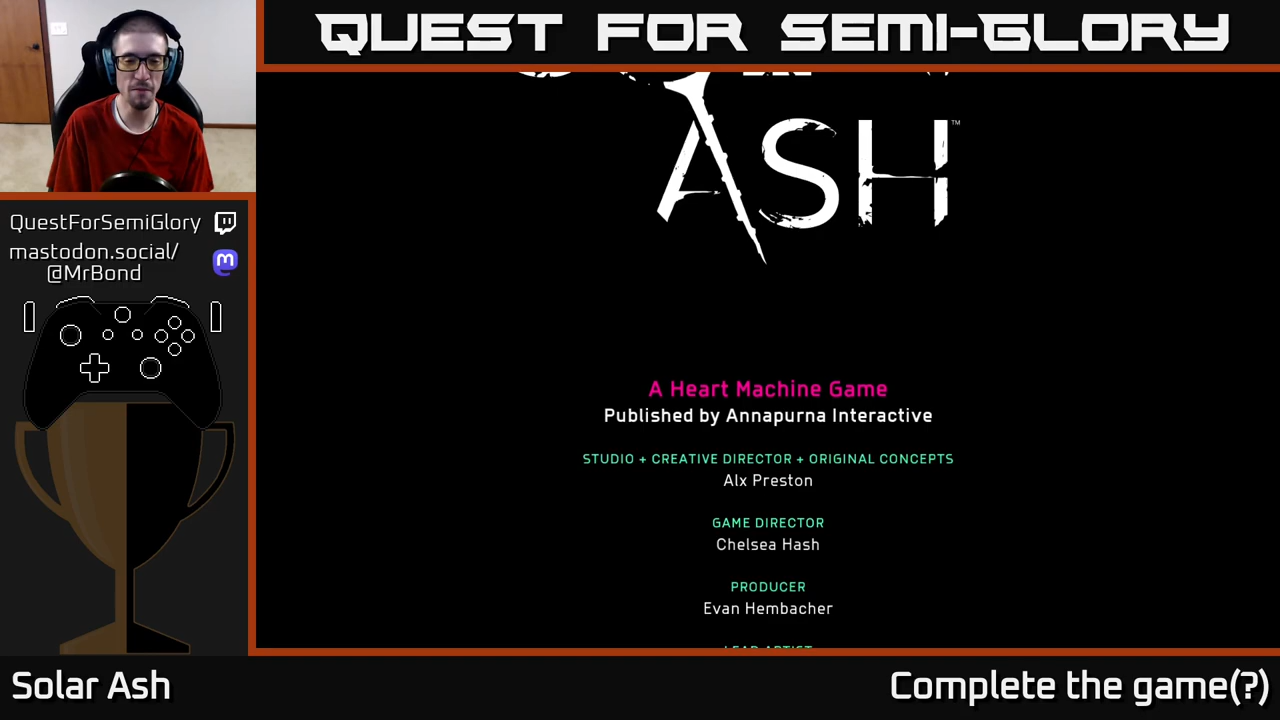 QUEST FOR SEMI-GLORY
QuestForSemiGlory
mastodon.social/
@MrBond
ASH™
A Heart Machine Game
Published by Annapurna Interactive
STUDIO + CREATIVE DIRECTOR + ORIGINAL CONCEPTS
Alx Preston
GAME DIRECTOR
Chelsea Hash
PRODUCER
Evan Hembacher
Solar Ash
Complete the game(?)